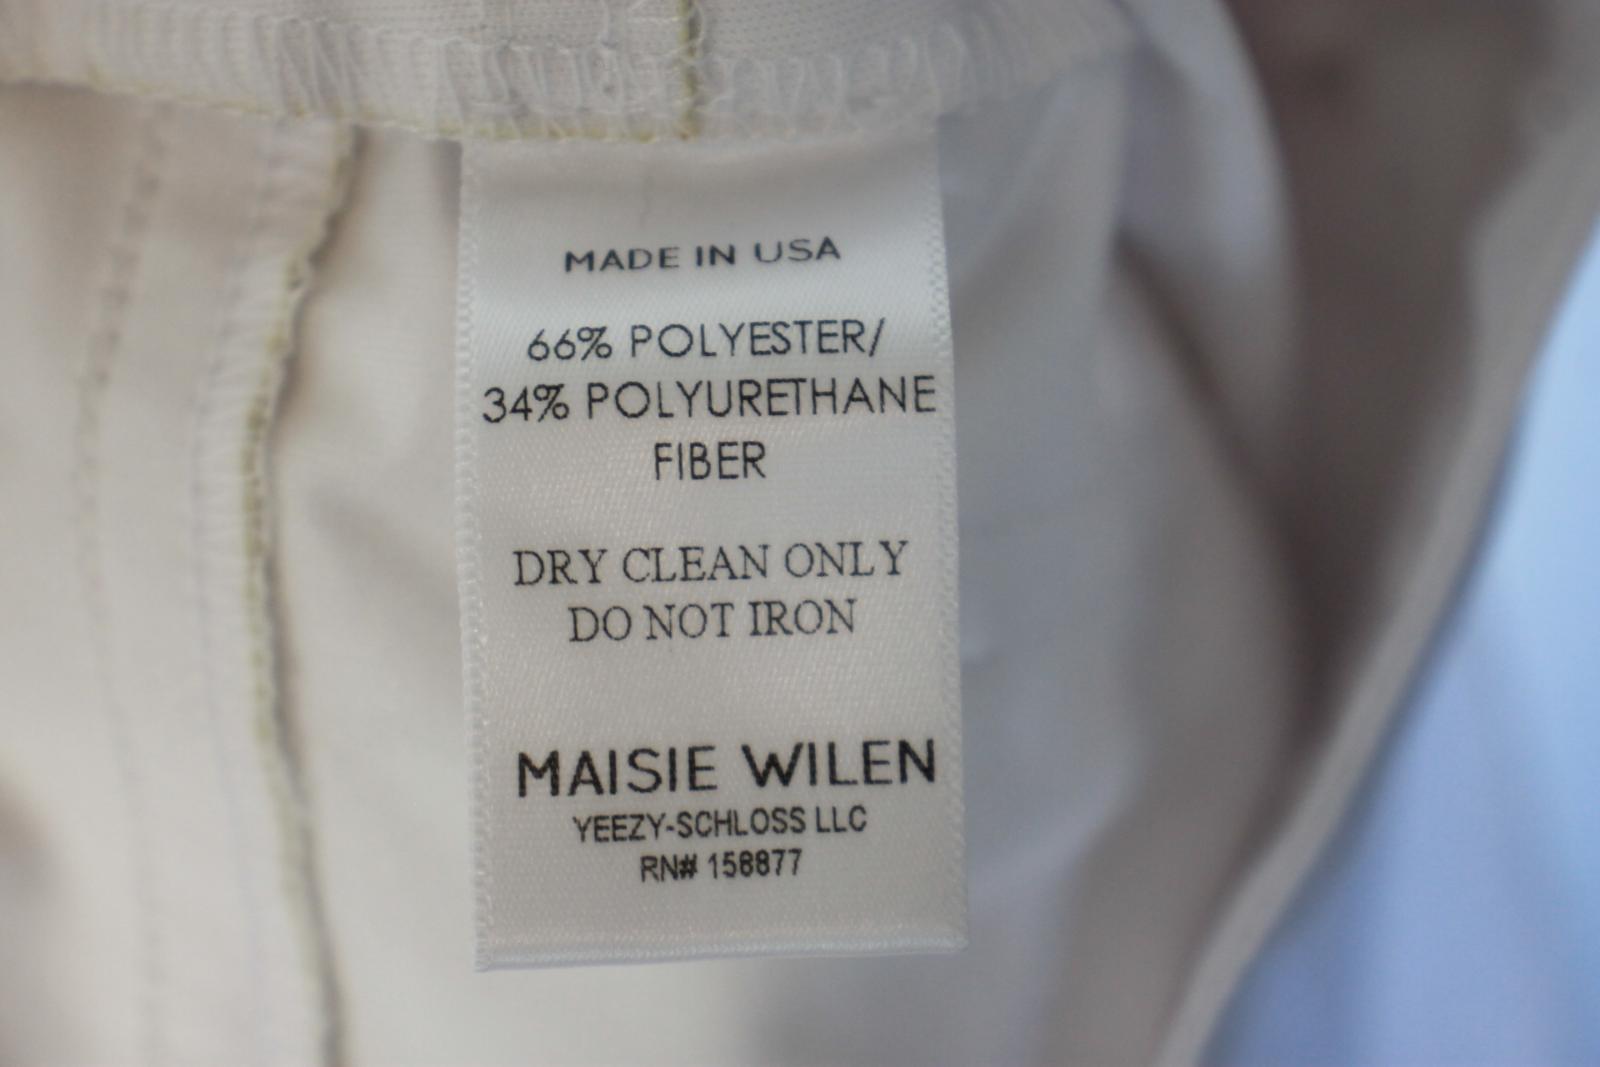 MADE IN USA
66% POLYESTER/
34% POLYURETHANE
FIBER
DRY CLEAN ONLY
DO NOT IRON
MAISIE WILEN
YEEZY-SCHLOSS LLC
RN# 158877